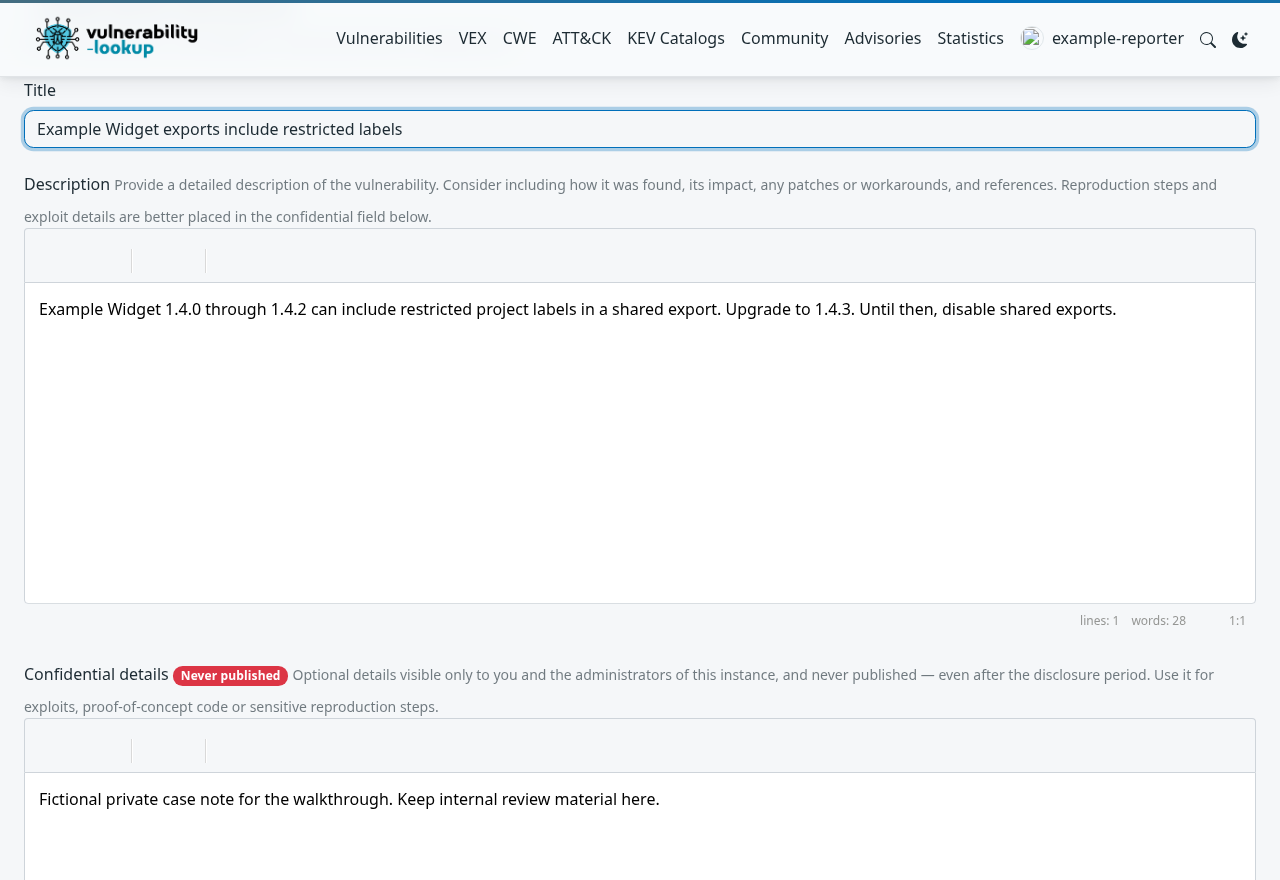 vulnerability
-lookup
Vulnerabilities VEX CWE ATT&CK KEV Catalogs Community Advisories Statistics example-reporter
Title
Example Widget exports include restricted labels
Description Provide a detailed description of the vulnerability. Consider including how it was found, its impact, any patches or workarounds, and references. Reproduction steps and
exploit details are better placed in the confidential field below.
Example Widget 1.4.0 through 1.4.2 can include restricted project labels in a shared export. Upgrade to 1.4.3. Until then, disable shared exports.
lines: 1 words: 28 1:1
Confidential details Never published Optional details visible only to you and the administrators of this instance, and never published — even after the disclosure period. Use it for
exploits, proof-of-concept code or sensitive reproduction steps.
Fictional private case note for the walkthrough. Keep internal review material here.